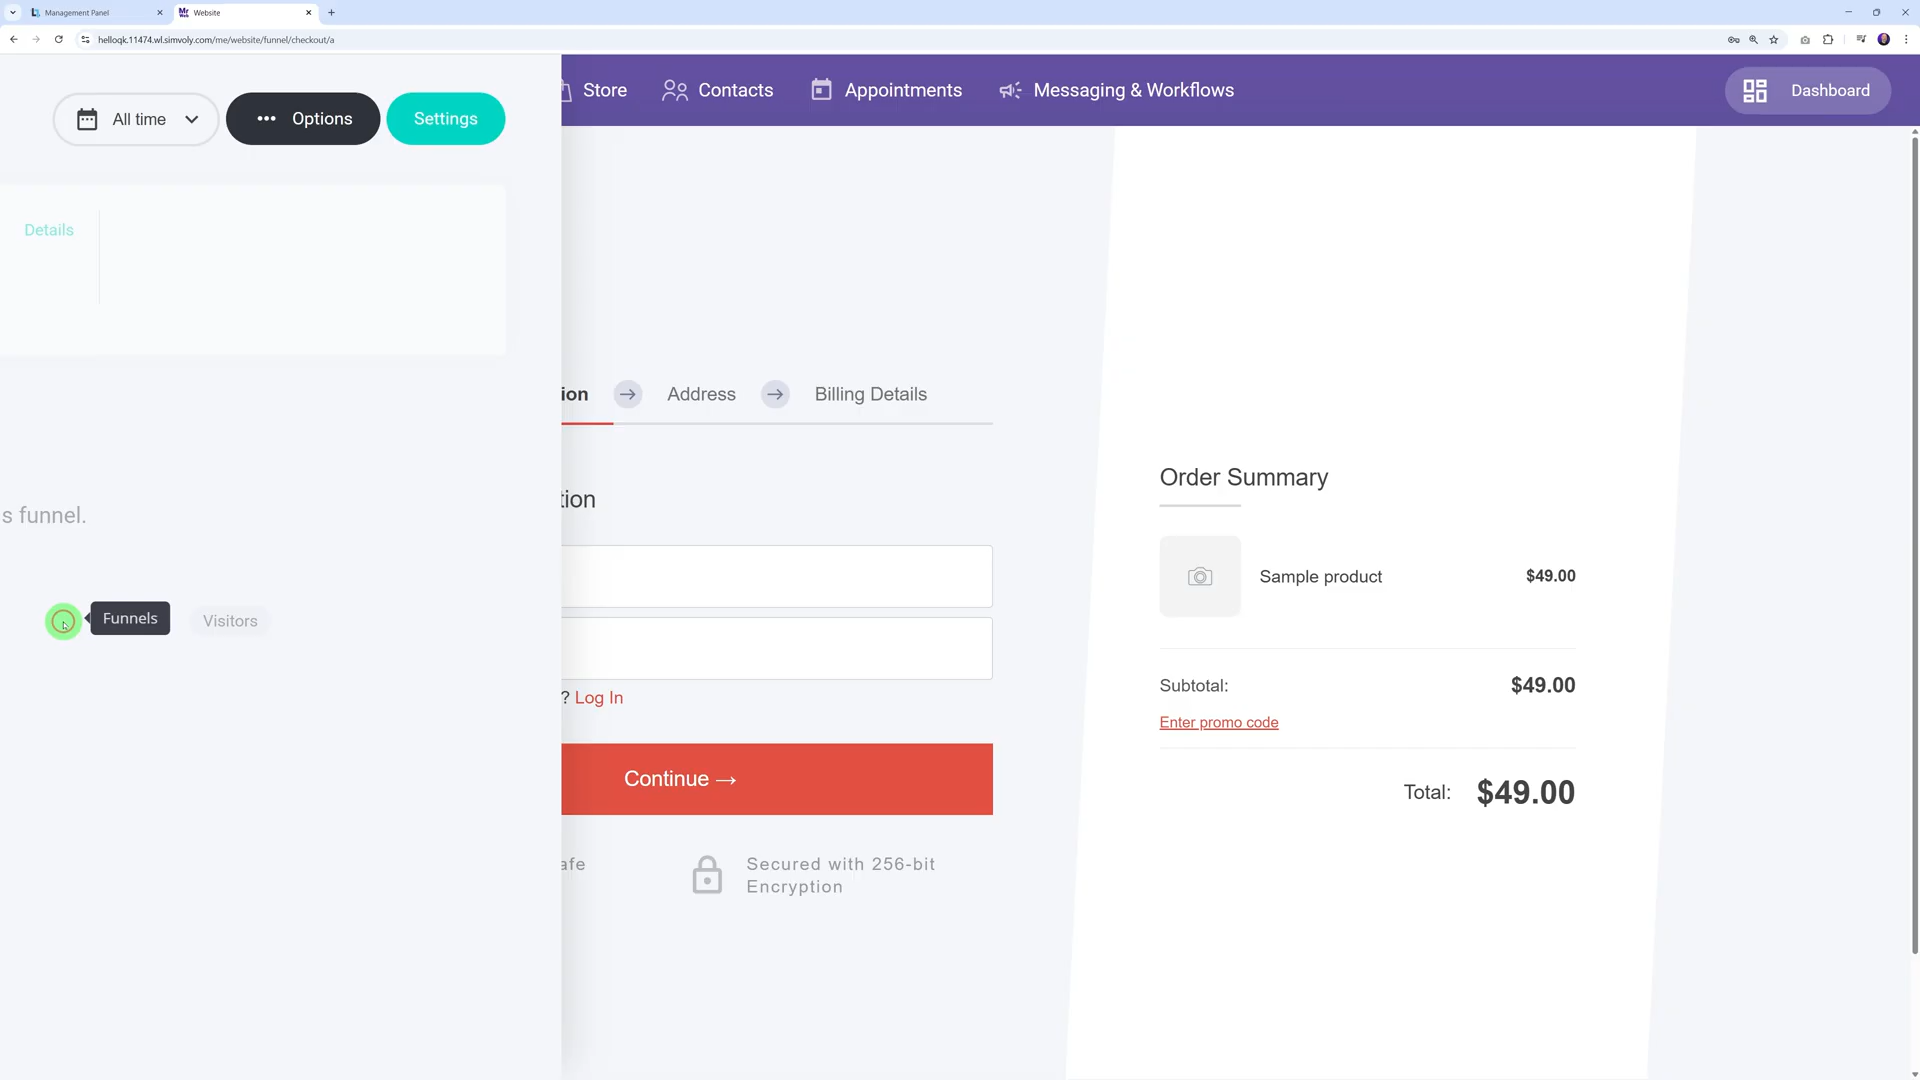 Management Panel
Website
helloqk.11474.wl.simvoly.com/me/website/funnel/checkout/a
All time
Options
Settings
Store
Contacts
Appointments
Messaging & Workflows
Dashboard
Details
ion
Address
Billing Details
tion
s funnel.
Funnels
Visitors
? Log In
Continue →
afe
Secured with 256-bit
Encryption
Order Summary
Sample product
$49.00
Subtotal:
$49.00
Enter promo code
Total:
$49.00